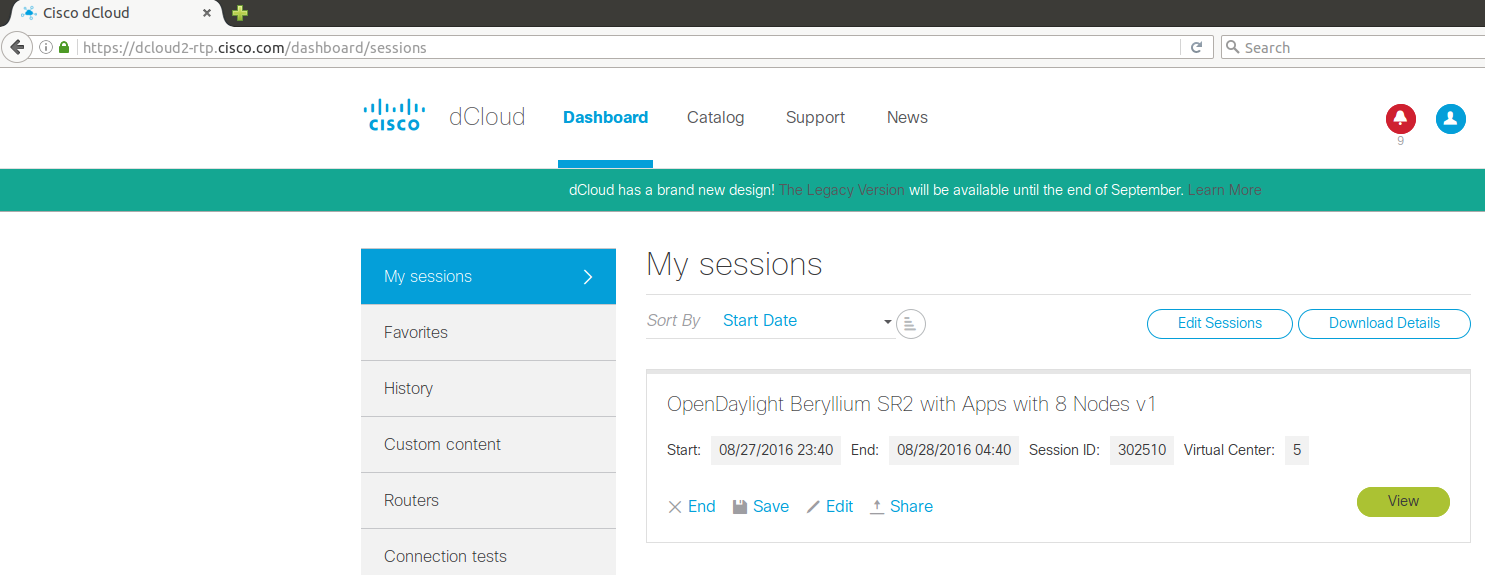 Cisco dCloud
https://dcloud2-rtp.cisco.com/dashboard/sessions
Search
CISCO dCloud Dashboard Catalog Support News
9
dCloud has a brand new design! The Legacy Version will be available until the end of September. Learn More
My sessions
Favorites
History
Custom content
Routers
Connection tests
My sessions
Sort By Start Date
Edit Sessions Download Details
OpenDaylight Beryllium SR2 with Apps with 8 Nodes v1
Start: 08/27/2016 23:40 End: 08/28/2016 04:40 Session ID: 302510 Virtual Center: 5
End Save Edit Share
View